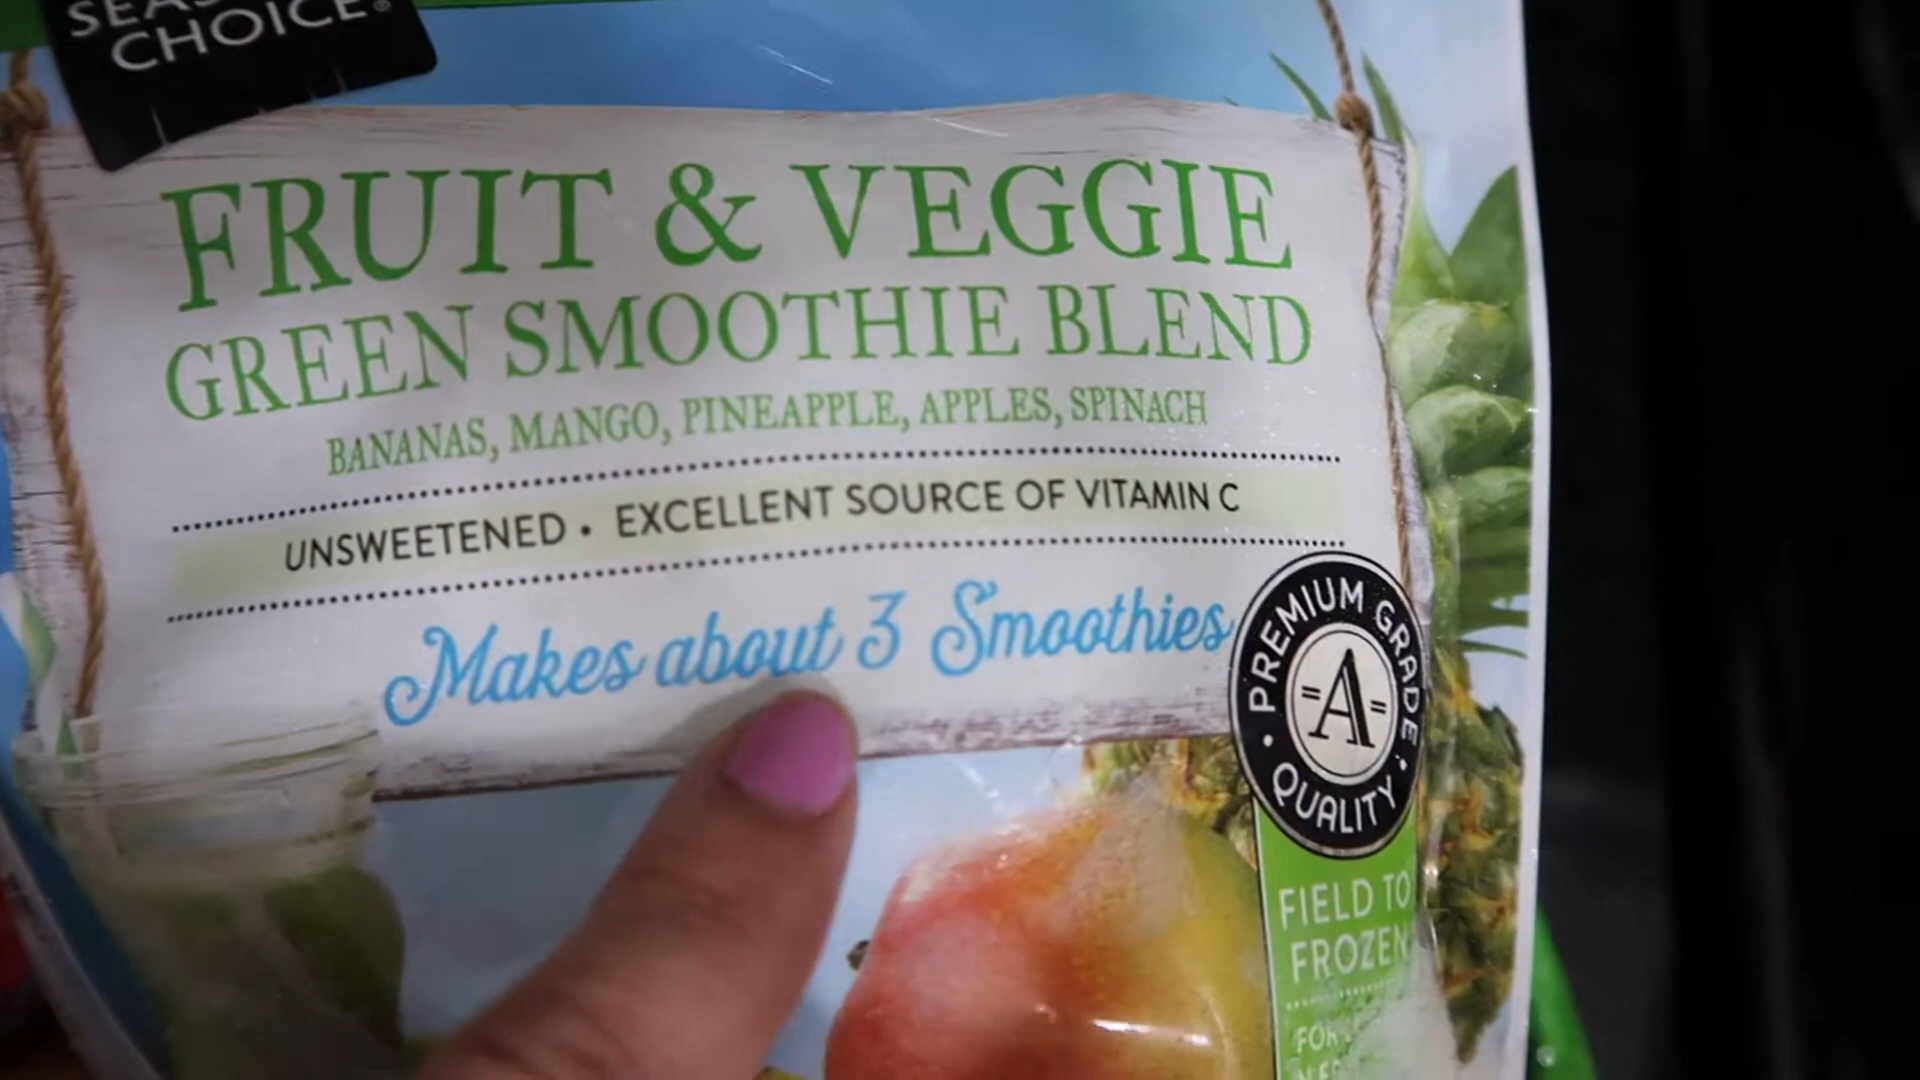 CHOICE®
FRUIT & VEGGIE
GREEN SMOOTHIE BLEND
BANANAS, MANGO, PINEAPPLE, APPLES, SPINACH
UNSWEETENED • EXCELLENT SOURCE OF VITAMIN C
Makes about 3 Smoothies
• PREMIUM GRADE •
=A=
QUALITY
FIELD TO
FROZEN